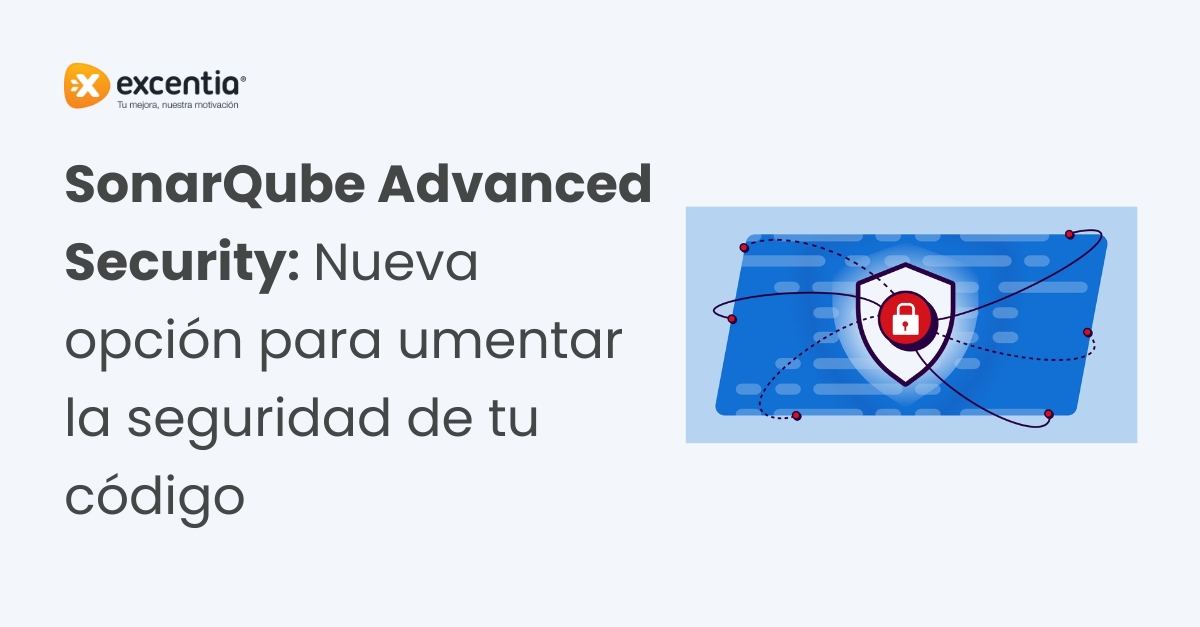 excentia®
Tu mejora, nuestra motivación
SonarQube Advanced
Security: Nueva
opción para umentar
la seguridad de tu
código